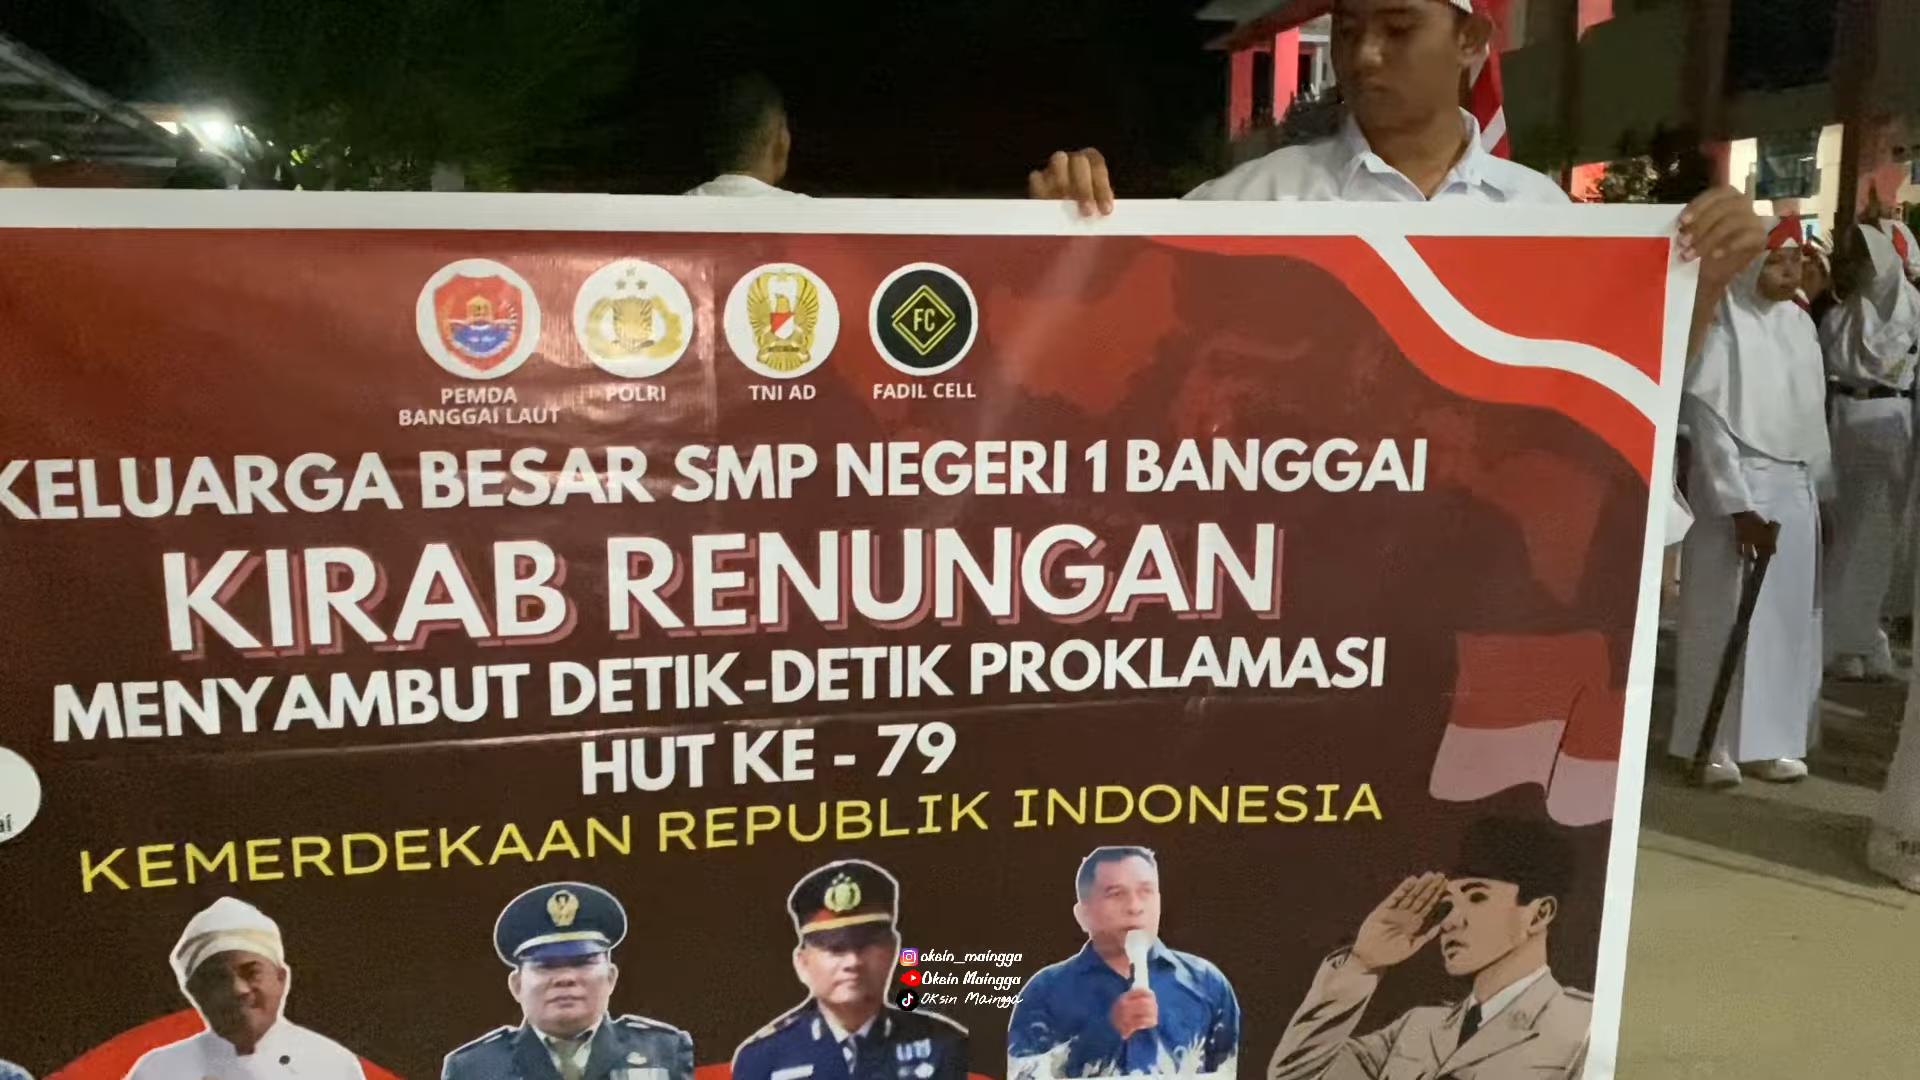 PEMDA
BANGGAI LAUT
POLRI
TNI AD
FC
FADIL CELL
KELUARGA BESAR SMP NEGERI 1 BANGGAI
KIRAB RENUNGAN
MENYAMBUT DETIK-DETIK PROKLAMASI
HUT KE - 79
KEMERDEKAAN REPUBLIK INDONESIA
oksin_maingga
Oksin Maingga
OKsin Maingga